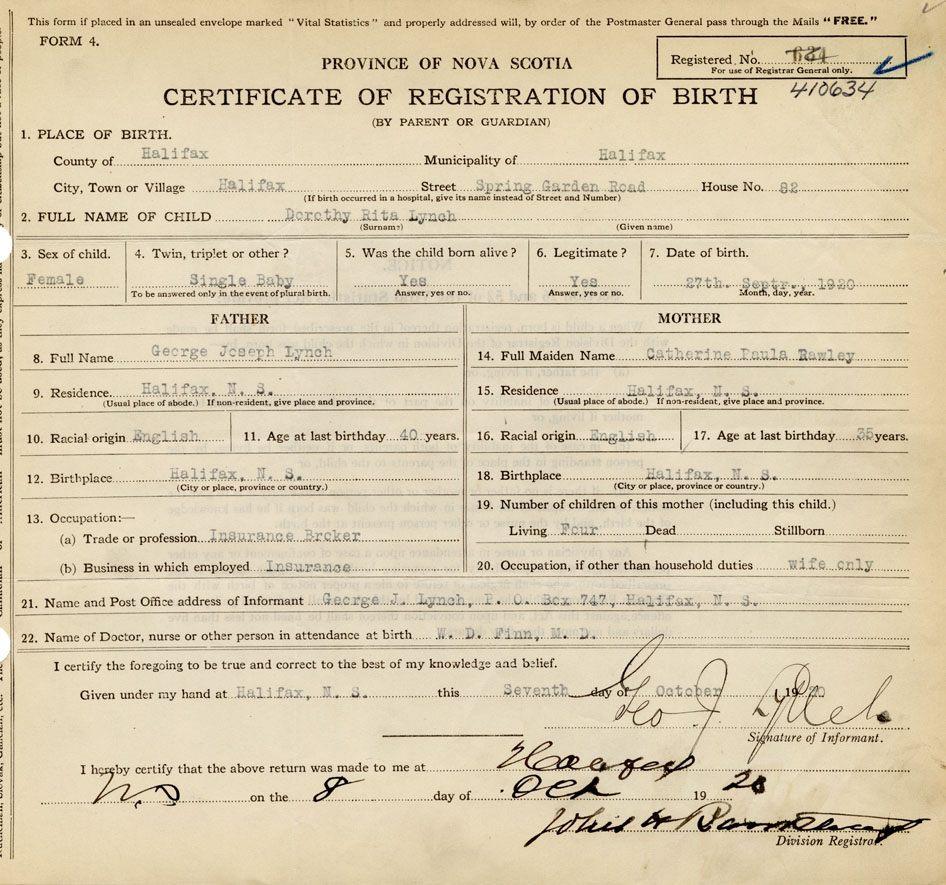 This form if placed in an unsealed envelope marked "Vital Statistics" and properly addressed will, by order of the Postmaster General pass through the Mails "FREE."
FORM 4.
Registered No. 634
For use of Registrar General only.
410634
PROVINCE OF NOVA SCOTIA
CERTIFICATE OF REGISTRATION OF BIRTH
(BY PARENT OR GUARDIAN)
1. PLACE OF BIRTH.
County of Halifax Municipality of Halifax
City, Town or Village Halifax Street Spring Garden Road House No. 82
(If birth occurred in a hospital, give its name instead of Street and Number)
2. FULL NAME OF CHILD Dorothy Rita Lynch
(Surname) (Given name)
3. Sex of child. 4. Twin, triplet or other? 5. Was the child born alive? 6. Legitimate? 7. Date of birth.
Female Single Baby Yes Yes 27th. Septr., 1920
To be answered only in the event of plural birth. Answer, yes or no. Answer, yes or no. Month, day, year.
FATHER MOTHER
8. Full Name George Joseph Lynch 14. Full Maiden Name Catherine Paula Rawley
9. Residence Halifax, N. S. 15. Residence Halifax, N. S.
(Usual place of abode.) If non-resident, give place and province. (Usual place of abode.) If non-resident, give place and province.
10. Racial origin English 11. Age at last birthday 40 years. 16. Racial origin English 17. Age at last birthday 35 years.
12. Birthplace Halifax, N. S. 18. Birthplace Halifax, N. S.
(City or place, province or country.) (City or place, province or country.)
13. Occupation:— 19. Number of children of this mother (including this child.)
(a) Trade or profession Insurance Broker Living Four Dead Stillborn
(b) Business in which employed Insurance 20. Occupation, if other than household duties wife only
21. Name and Post Office address of Informant George J. Lynch, P. O. Box 747, Halifax, N. S.
22. Name of Doctor, nurse or other person in attendance at birth W. D. Finn, M. D.
I certify the foregoing to be true and correct to the best of my knowledge and belief.
Given under my hand at Halifax, N. S. this Seventh day of October 1920
Geo J. Lynch
Signature of Informant.
I hereby certify that the above return was made to me at Halifax
N.S on the 8 day of Oct 1920
John
Division Registrar.